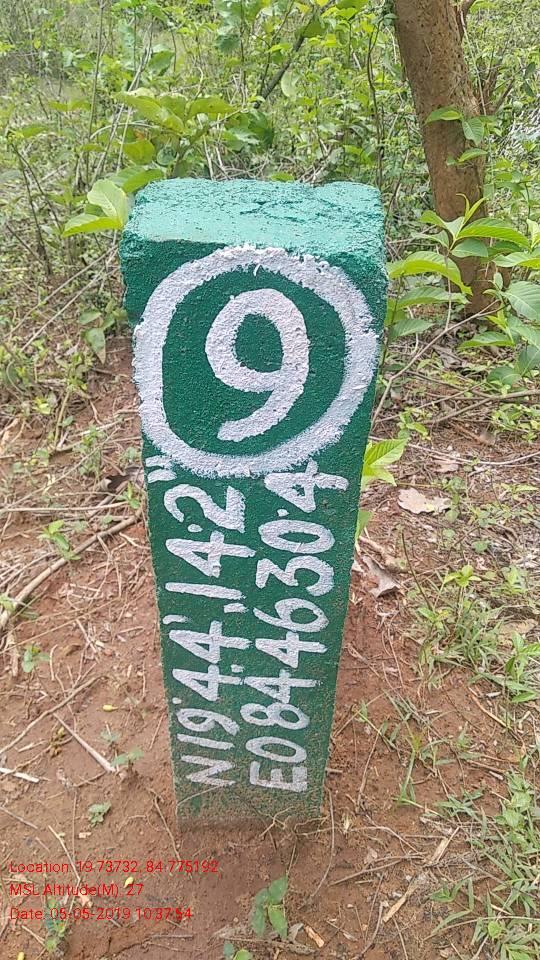 9
N19°44'.14.2"
E084°46'30.4
Location: 19.73732, 84.775192
MSL Altitude(M): 27
Date: 05-05-2019 10:37:54